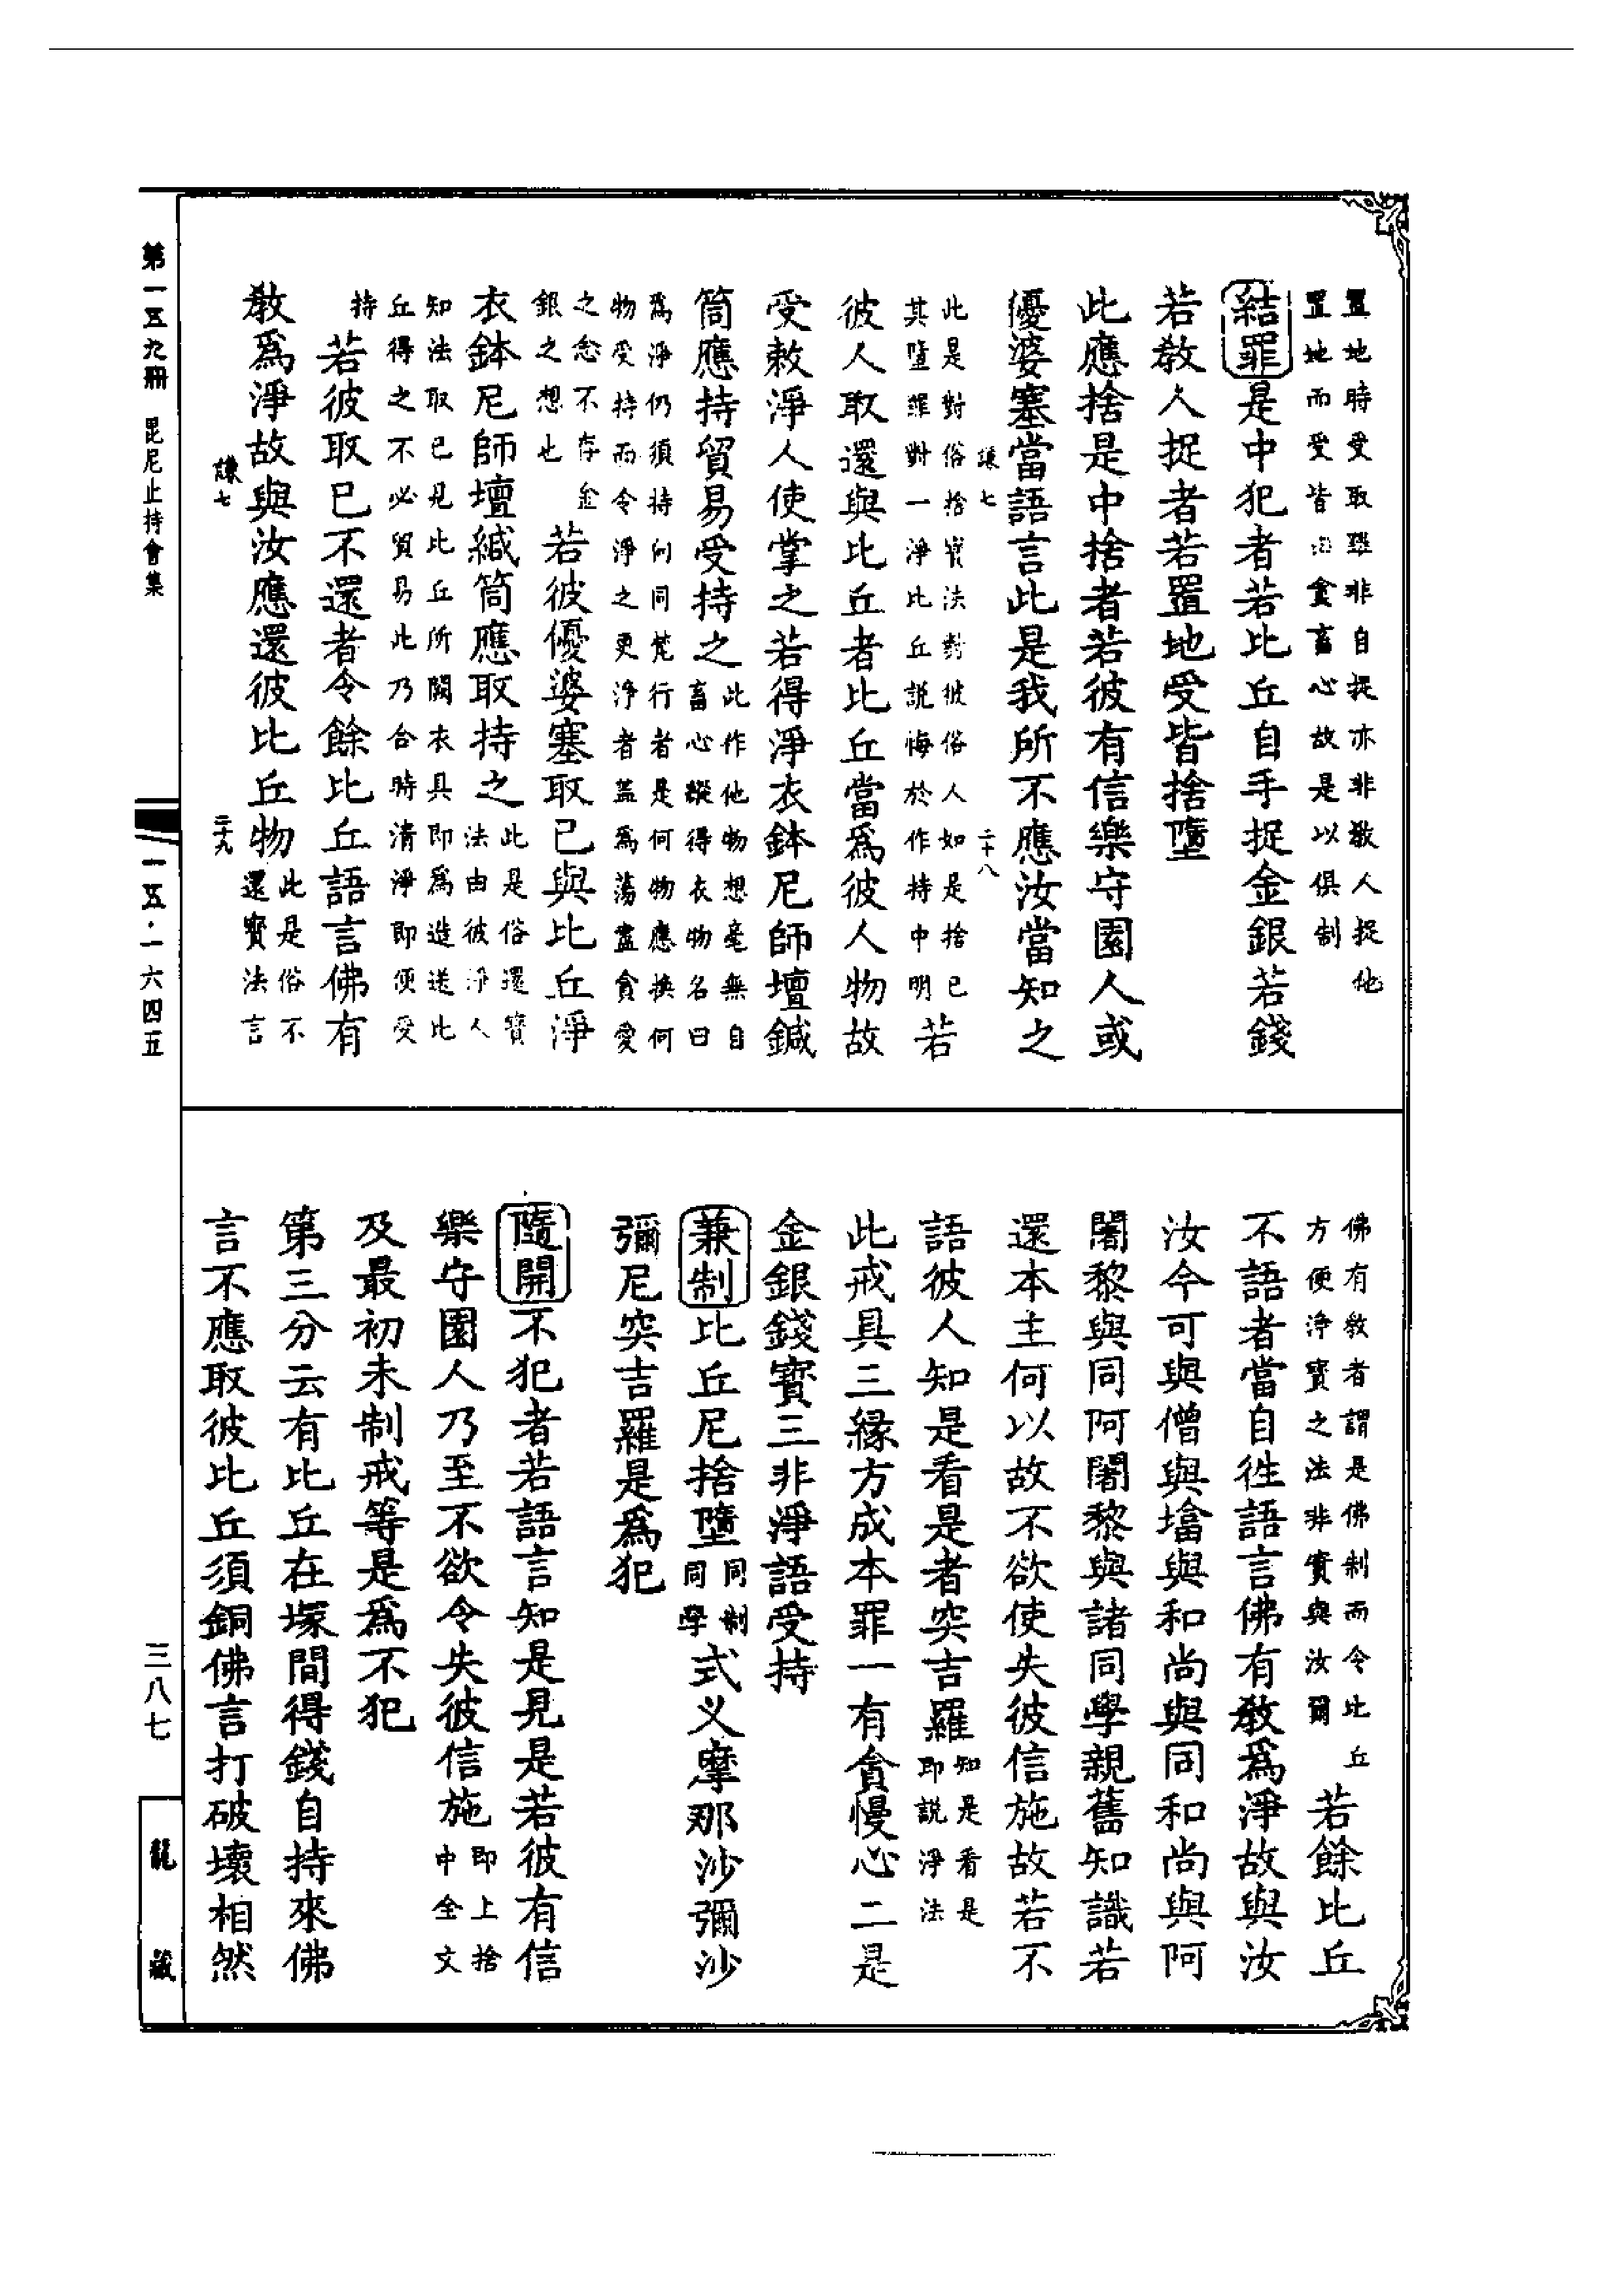 置地時受取雖非自捉亦非教人捉他
置地而受皆由貪畜心故是以俱制
結罪是中犯者若比丘自手捉金銀若錢
若教人捉者若置地受皆捨墮
此應捨是中捨者若彼有信樂守園人或
優婆塞當語言此是我所不應汝當知之
謙七 二十八
此是對俗捨寶法對彼俗人如是捨已
其墮罪對一淨比丘說悔於作持中明
若
彼人取還與比丘者比丘當爲彼人物故
受敕淨人使掌之若得淨衣鉢尼師壇鍼
筒應持貿易受持之
此作他物想毫無自
畜心縱得衣物名曰
爲淨仍須持向同梵行者是何物應換何
物受持而令淨之更淨者蓋爲蕩盡貪愛
之念不存金
銀之想也
若彼優婆塞取已與比丘淨
衣鉢尼師壇緘筒應取持之
此是俗還寶
法由彼淨人
知法取已見比丘所闕衣具即爲造送比
丘得之不必貿易此乃合時清淨即便受
持
若彼取已不還者令餘比丘語言佛有
教爲淨故與汝應還彼比丘物
此是俗不
還寶法言
謙七 二十九
佛有教者謂是佛制而令比丘
方便淨寶之法非實與汝爾
若餘比丘
不語者當自徃語言佛有教爲淨故與汝
汝今可與僧與塔與和尚與同和尚與阿
闍黎與同阿闍黎與諸同學親舊知識若
還本主何以故不欲使失彼信施故若不
語彼人知是看是者突吉羅
知是看是
即說淨法
此戒具三緣方成本罪一有貪慢心二是
金銀錢寶三非淨語受持
兼制比丘尼捨墮
同制
同學
式义摩那沙彌沙
彌尼突吉羅是爲犯
隨開不犯者若語言知是見是若彼有信
樂守園人乃至不欲令失彼信施
即上捨
中全文
及最初未制戒等是爲不犯
第三分云有比丘在塚間得錢自持來佛
言不應取彼比丘須銅佛言打破壞相然
第一五九冊 毘尼止持會集
一五·一六四五
三八七
龍藏